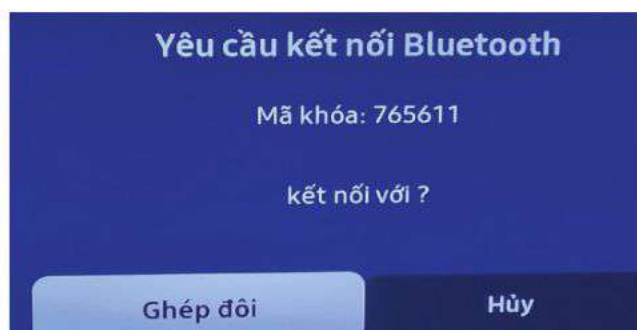 Yêu cầu kết nối Bluetooth
Mã khóa: 765611
kết nối với ?
Ghép đôi
Hủy